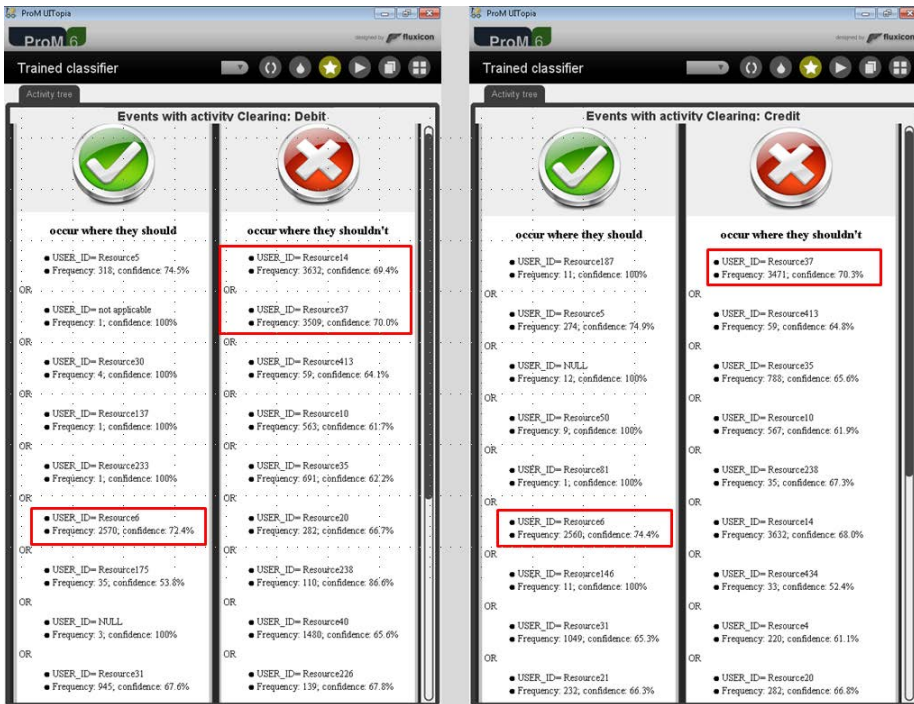 ProM UITopia
ProM 6
designed by fluxicon
Trained classifier
Activity tree
Events with activity Clearing: Debit
occur where they should
USER_ID= Resource5
Frequency: 318; confidence: 74.5%
OR
USER_ID= not applicable
Frequency: 1; confidence: 100%
OR
USER_ID= Resource30
Frequency: 4; confidence: 100%
OR
USER_ID= Resource137
Frequency: 1; confidence: 100%
OR
USER_ID= Resource233
Frequency: 1; confidence: 100%
OR
USER_ID= Resource6
Frequency: 2570; confidence: 72.4%
OR
USER_ID= Resource175
Frequency: 35; confidence: 53.8%
OR
USER_ID= NULL
Frequency: 3; confidence: 100%
OR
USER_ID= Resource31
Frequency: 945; confidence: 67.6%
occur where they shouldn't
USER_ID= Resource14
Frequency: 3632; confidence: 69.4%
OR
USER_ID= Resource37
Frequency: 3509; confidence: 70.0%
OR
USER_ID= Resource413
Frequency: 59; confidence: 64.1%
OR
USER_ID= Resource10
Frequency: 563; confidence: 61.7%
OR
USER_ID= Resource35
Frequency: 691; confidence: 62.2%
OR
USER_ID= Resource20
Frequency: 282; confidence: 66.7%
OR
USER_ID= Resource238
Frequency: 110; confidence: 86.6%
OR
USER_ID= Resource40
Frequency: 1480; confidence: 65.6%
OR
USER_ID= Resource226
Frequency: 139; confidence: 67.8%
ProM UITopia
ProM 6
designed by fluxicon
Trained classifier
Activity tree
Events with activity Clearing: Credit
occur where they should
USER_ID= Resource187
Frequency: 11; confidence: 100%
OR
USER_ID= Resource5
Frequency: 274; confidence: 74.9%
OR
USER_ID= NULL
Frequency: 12; confidence: 100%
OR
USER_ID= Resource50
Frequency: 9; confidence: 100%
OR
USER_ID= Resource81
Frequency: 1; confidence: 100%
OR
USER_ID= Resource6
Frequency: 2560; confidence: 74.4%
OR
USER_ID= Resource146
Frequency: 11; confidence: 100%
OR
USER_ID= Resource31
Frequency: 1049; confidence: 65.3%
OR
USER_ID= Resource21
Frequency: 232; confidence: 66.3%
occur where they shouldn't
USER_ID= Resource37
Frequency: 3471; confidence: 70.3%
OR
USER_ID= Resource413
Frequency: 59; confidence: 64.8%
OR
USER_ID= Resource35
Frequency: 788; confidence: 65.6%
OR
USER_ID= Resource10
Frequency: 567; confidence: 61.9%
OR
USER_ID= Resource238
Frequency: 35; confidence: 67.3%
OR
USER_ID= Resource14
Frequency: 3632; confidence: 68.0%
OR
USER_ID= Resource434
Frequency: 33; confidence: 52.4%
OR
USER_ID= Resource4
Frequency: 220; confidence: 61.1%
OR
USER_ID= Resource20
Frequency: 282; confidence: 66.8%